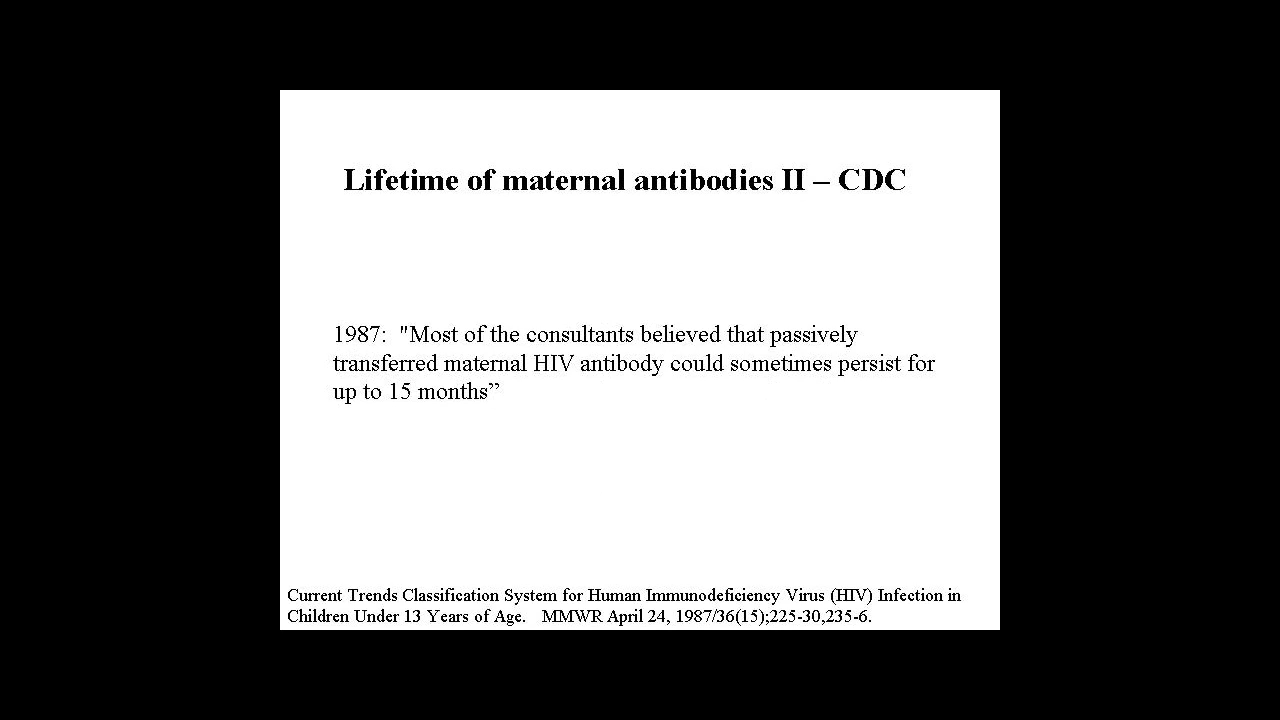 Lifetime of maternal antibodies II – CDC
1987:  "Most of the consultants believed that passively
transferred maternal HIV antibody could sometimes persist for
up to 15 months”
Current Trends Classification System for Human Immunodeficiency Virus (HIV) Infection in
Children Under 13 Years of Age.   MMWR April 24, 1987/36(15);225-30,235-6.